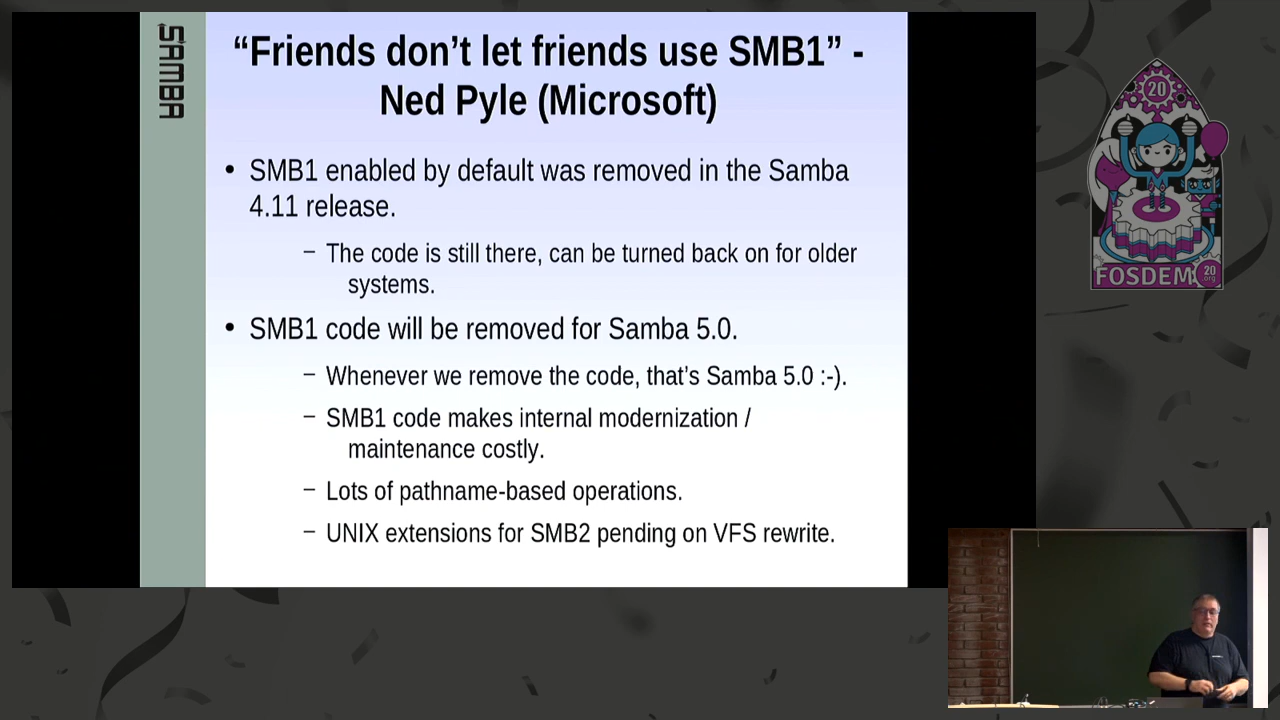 SAMBA
“Friends don’t let friends use SMB1” -
Ned Pyle (Microsoft)
• SMB1 enabled by default was removed in the Samba
4.11 release.
– The code is still there, can be turned back on for older
systems.
• SMB1 code will be removed for Samba 5.0.
– Whenever we remove the code, that’s Samba 5.0 :-).
– SMB1 code makes internal modernization /
maintenance costly.
– Lots of pathname-based operations.
– UNIX extensions for SMB2 pending on VFS rewrite.
20
FOSDEM 20
.org